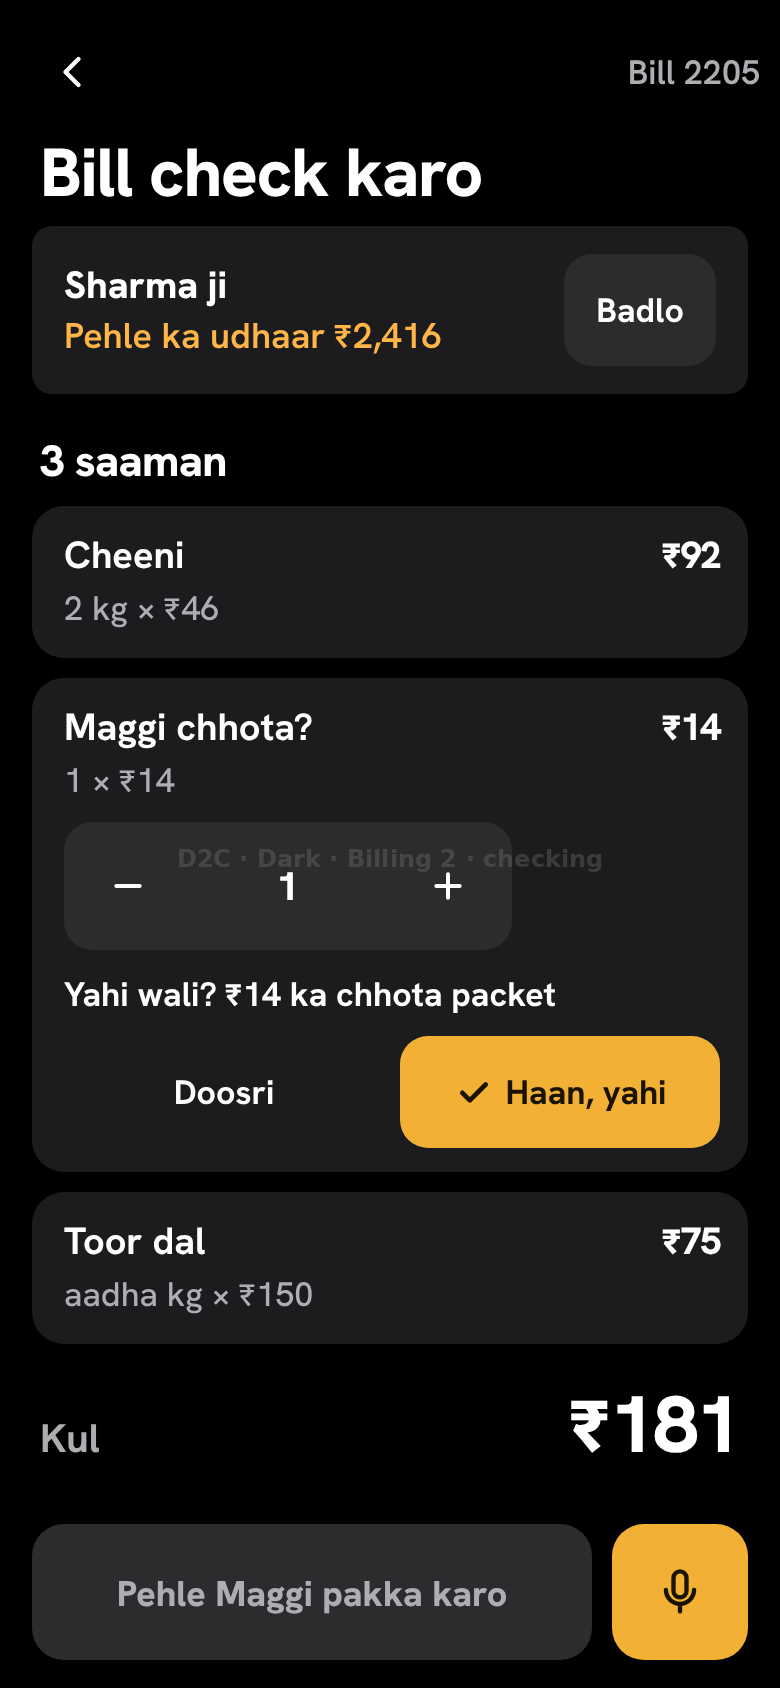 Bill 2205
Bill check karo
Sharma ji
Pehle ka udhaar ₹2,416
Badlo
3 saaman
Cheeni
₹92
2 kg × ₹46
Maggi chhota?
₹14
1 × ₹14
D2C · Dark · Billing 2 · checking
− 1 +
Yahi wali? ₹14 ka chhota packet
Doosri
Haan, yahi
Toor dal
₹75
aadha kg × ₹150
Kul
₹181
Pehle Maggi pakka karo